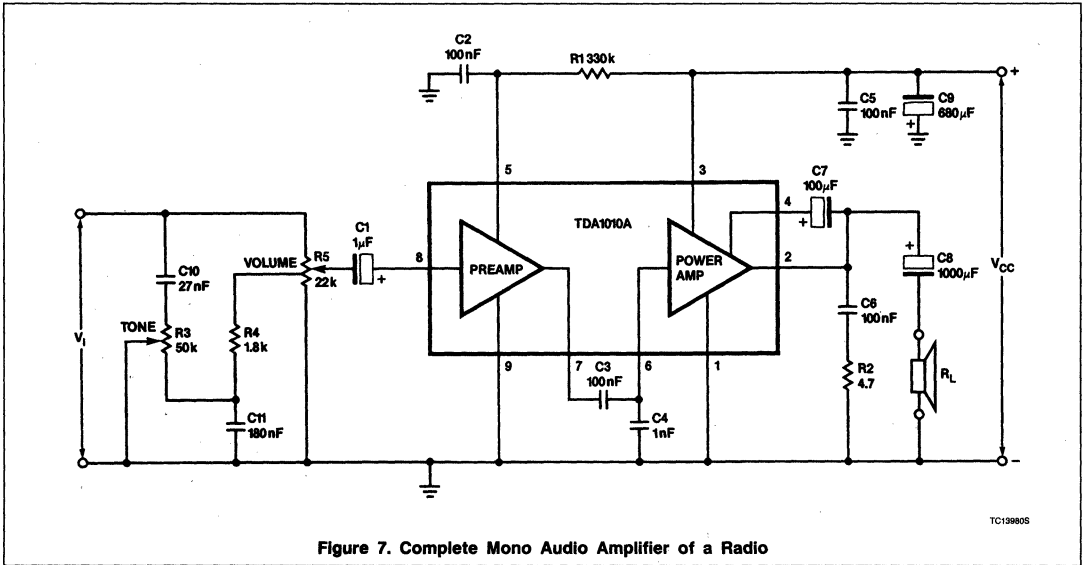 C2
100nF
R1 330k
+
C5
100nF
C9
680μF
+
5
3
C7
100μF
TDA1010A
4
+
C1
1μF
VOLUME
R5
22k
8
+
PREAMP
POWER
AMP
2
+
C8
1000μF
VCC
C10
27nF
C6
100nF
VI
TONE
R3
50k
R4
1.8k
9
7
C3
100nF
6
1
R2
4.7
RL
C11
180nF
C4
1nF
−
TC13980S
Figure 7. Complete Mono Audio Amplifier of a Radio